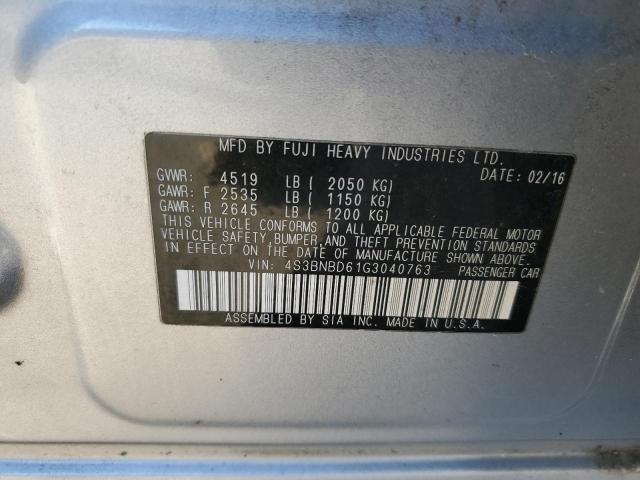 MFD BY FUJI HEAVY INDUSTRIES LTD.
DATE: 02/16
GVWR: 4519 LB ( 2050 KG)
GAWR: F 2535 LB ( 1150 KG)
GAWR: R 2645 LB ( 1200 KG)
THIS VEHICLE CONFORMS TO ALL APPLICABLE FEDERAL MOTOR
VEHICLE SAFETY, BUMPER, AND THEFT PREVENTION STANDARDS
IN EFFECT ON THE DATE OF MANUFACTURE SHOWN ABOVE.
VIN: 4S3BNBD61G3040763 PASSENGER CAR
ASSEMBLED BY SIA INC. MADE IN U.S.A.